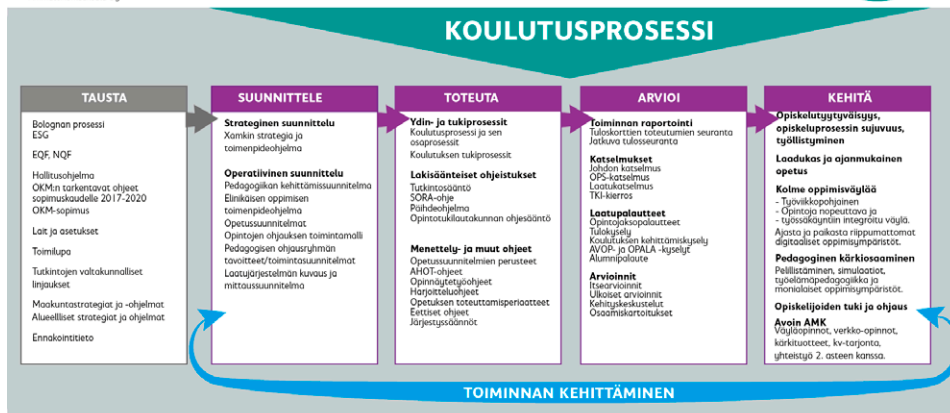 KOULUTUSPROSESSI
TAUSTA
Bolognan prosessi
ESG
EQF, NQF
Hallitusohjelma
OKM:n tarkentavat ohjeet
sopimuskaudelle 2017-2020
OKM-sopimus
Lait ja asetukset
Toimilupa
Tutkintojen valtakunnalliset
linjaukset
Maakuntastrategiat ja -ohjelmat
Alueellliset strategiat ja ohjelmat
Ennakointitieto
SUUNNITTELE
Strateginen suunnittelu
Xamkin strategia ja
toimenpideohjelma
Operatiivinen suunnittelu
Pedagogiikan kehittämissuunnitelma
Elinikäisen oppimisen
toimenpideohjelma
Opetussuunnitelmat
Opintojen ohjauksen toimintamalli
Pedagogisen ohjausryhmän
tavoitteet/toimintasuunnitelmat
Laatujärjestelmän kuvaus ja
mittaussuunnitelma
TOTEUTA
Ydin- ja tukiprosessit
Koulutusprosessi ja sen
osaprosessit
Koulutuksen tukiprosessit
Lakisäänteiset ohjeistukset
Tutkintosääntö
SORA-ohje
Päihdeohjelma
Opintotukilautakunnan ohjesääntö
Menettely- ja muut ohjeet
Opetussuunnitelmien perusteet
AHOT-ohjeet
Opinnäytetyöohjeet
Harjoitteluohjeet
Opetuksen toteuttamisperiaatteet
Eettiset ohjeet
Järjestyssäännöt
ARVIOI
Toiminnan raportointi
Tuloskorttien toteutumien seuranta
Jatkuva tulosseuranta
Katselmukset
Johdon katselmus
OPS-katselmus
Laatukatselmus
TKI-kierros
Laatupalautteet
Opintojaksopalautteet
Tulokysely
Koulutuksen kehittämiskysely
AVOP- ja OPALA -kyselyt
Alumnipalaute
Arvioinnit
Itsearvioinnit
Ulkoiset arvioinnit
Kehityskeskustelut
Osaamiskartoitukset
KEHITÄ
Opiskelutyytyväisyys,
opiskeluprosessin sujuvuus,
työllistyminen
Laadukas ja ajanmukainen
opetus
Kolme oppimisväylää
- Työviikkopohjainen
- Opintoja nopeuttava ja
- työssäkäyntiin integroitu väylä.
Ajasta ja paikasta riippumattomat
digitaaliset oppimisympäristöt.
Pedagoginen kärkiosaaminen
Pelillistäminen, simulaatiot,
työelämäpedagogiikka ja
monialaiset oppimisympäristöt.
Opiskelijoiden tuki ja ohjaus
Avoin AMK
Väyläopinnot, verkko-opinnot,
kärkituotteet, kv-tarjonta,
yhteistyö 2. asteen kanssa.
TOIMINNAN KEHITTÄMINEN